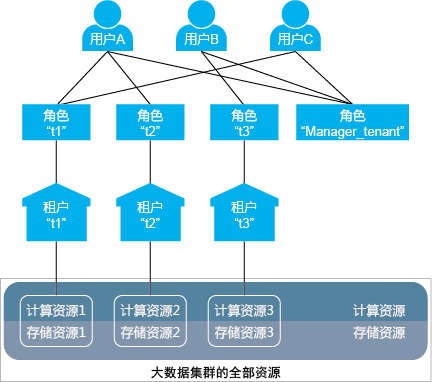 用户A
用户B
用户C
角色
“t1”
角色
“t2”
角色
“t3”
角色
“Manager_tenant”
租户
“t1”
租户
“t2”
租户
“t3”
计算资源1
存储资源1
计算资源2
存储资源2
计算资源3
存储资源3
计算资源
存储资源
大数据集群的全部资源